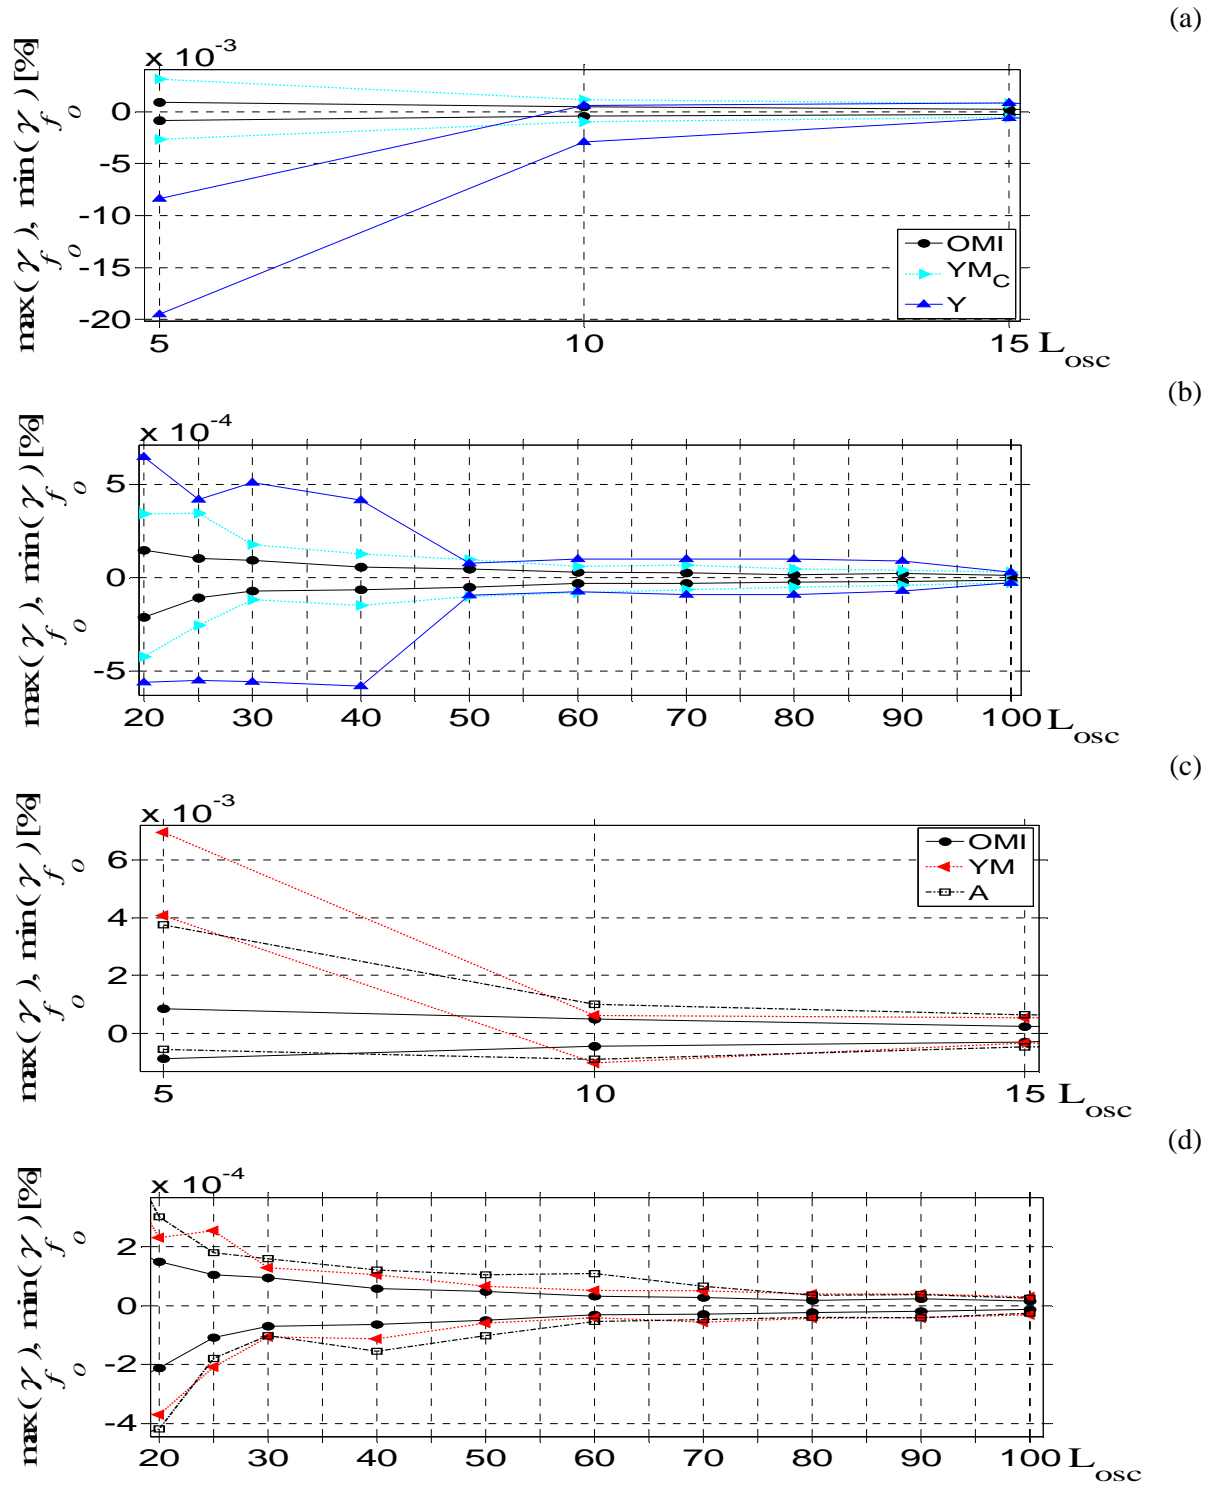 (a)
x 10-3
max(γfo), min(γfo) [%]
0
-5
-10
-15
-20
OMI
YMC
Y
5 10 15 Losc
(b)
x 10-4
max(γfo), min(γfo) [%]
5
0
-5
20 30 40 50 60 70 80 90 100 Losc
(c)
x 10-3
max(γfo), min(γfo) [%]
6
4
2
0
OMI
YM
A
5 10 15 Losc
(d)
x 10-4
max(γfo), min(γfo) [%]
2
0
-2
-4
20 30 40 50 60 70 80 90 100 Losc